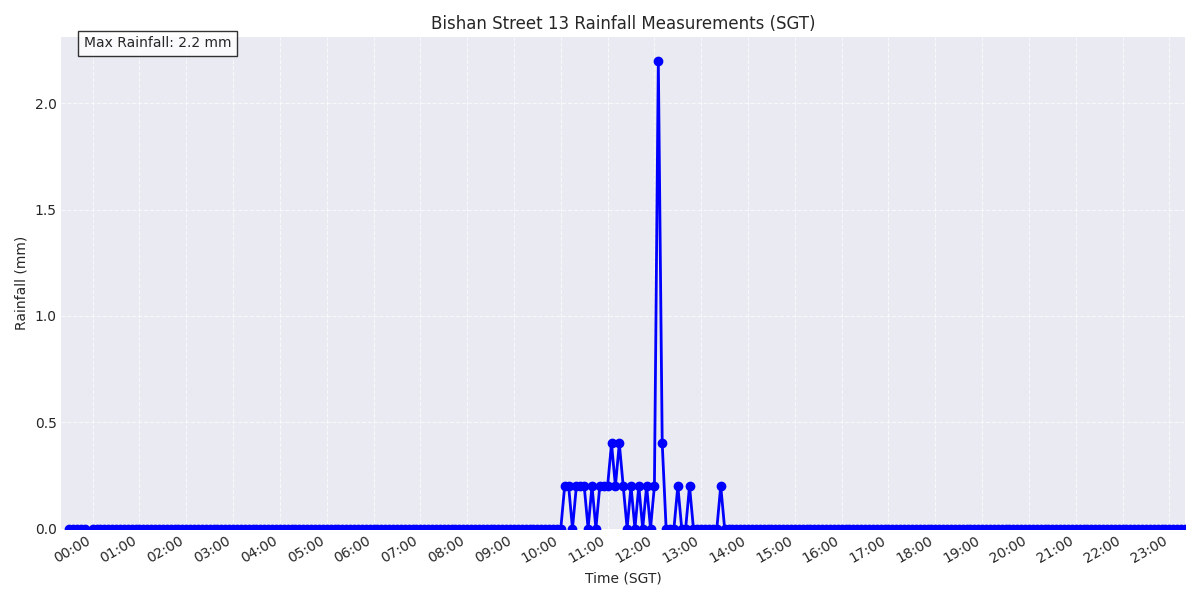 Bishan Street 13 Rainfall Measurements (SGT)
Max Rainfall: 2.2 mm
2.0
1.5
1.0
0.5
0.0
Rainfall (mm)
00:00 01:00 02:00 03:00 04:00 05:00 06:00 07:00 08:00 09:00 10:00 11:00 12:00 13:00 14:00 15:00 16:00 17:00 18:00 19:00 20:00 21:00 22:00 23:00
Time (SGT)